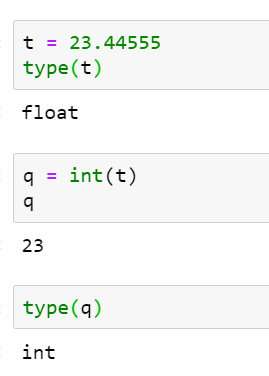 t = 23.44555
type(t)
float
q = int(t)
q
23
type(q)
int